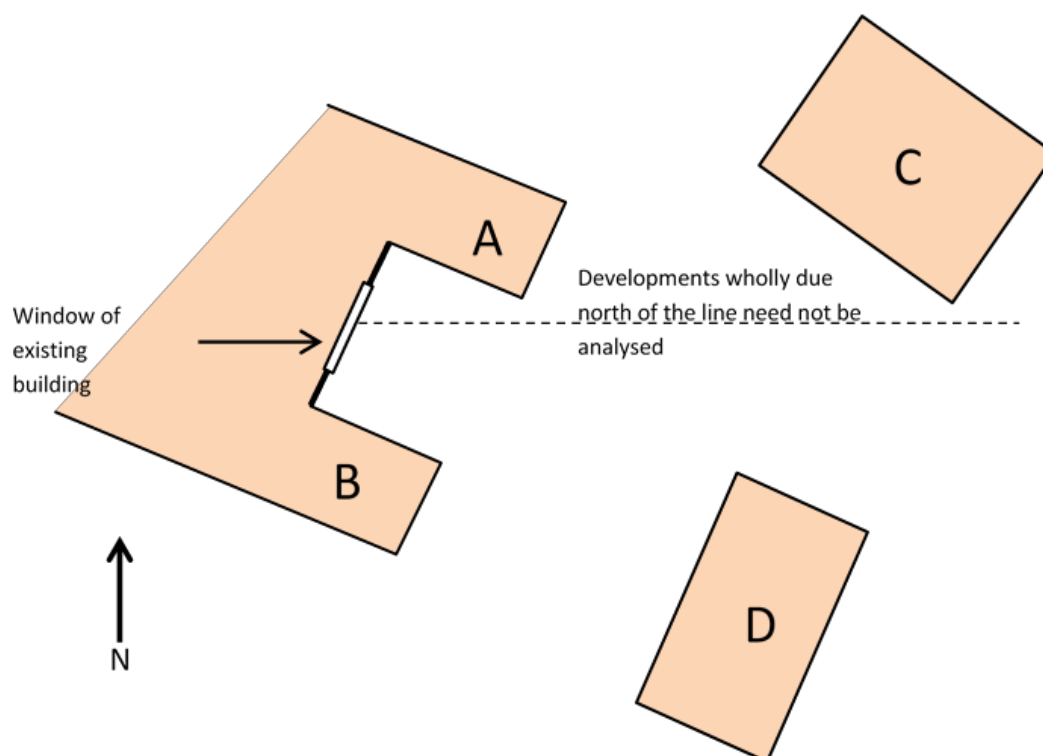 C
A
Developments wholly due
north of the line need not be
analysed
Window of
existing
building
B
D
N